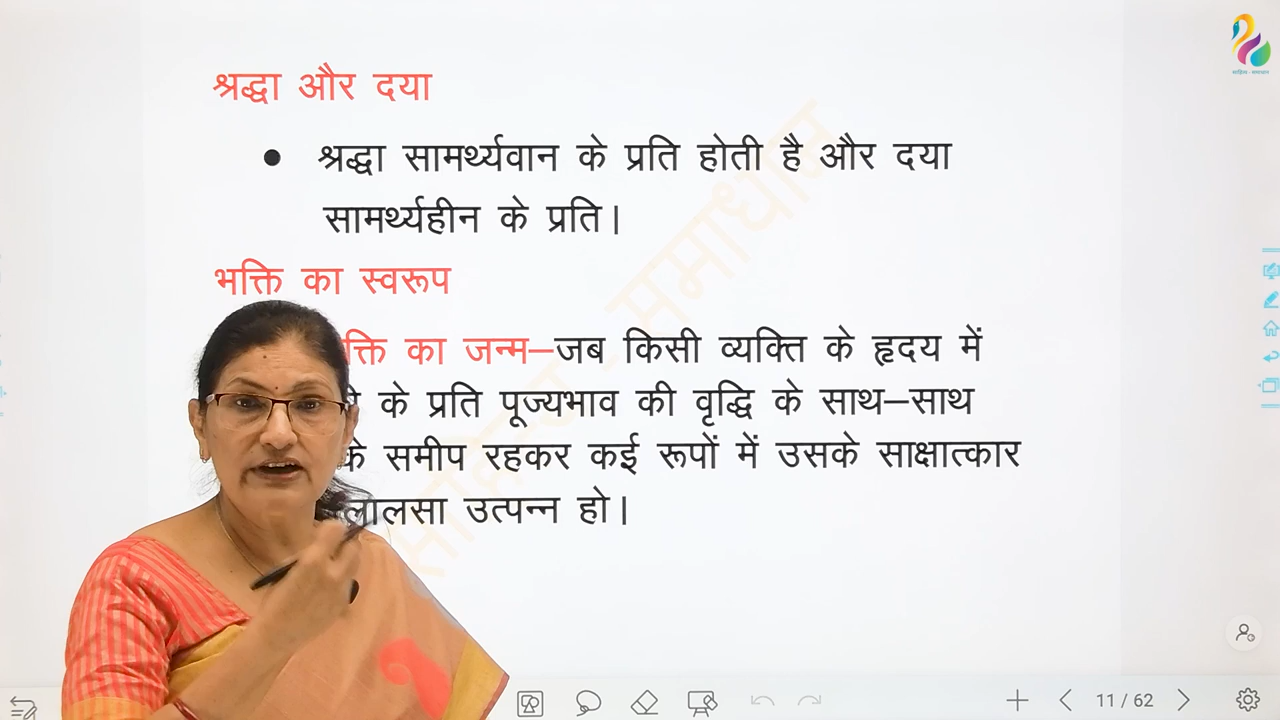 श्रद्धा और दया
• श्रद्धा सामर्थ्यवान के प्रति होती है और दया
सामर्थ्यहीन के प्रति।
भक्ति का स्वरूप
का जन्म–जब किसी व्यक्ति के हृदय में
के प्रति पूज्यभाव की वृद्धि के साथ–साथ
के समीप रहकर कई रूपों में उसके साक्षात्कार
लालसा उत्पन्न हो।
साहित्य - समाधान
11 / 62